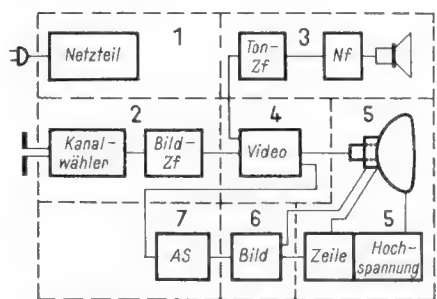 1
Netzteil
3
Ton-
Zf
Nf
2
Kanal-
wähler
Bild-
Zf
4
Video
5
7
AS
6
Bild
5
Zeile
Hoch-
spannung